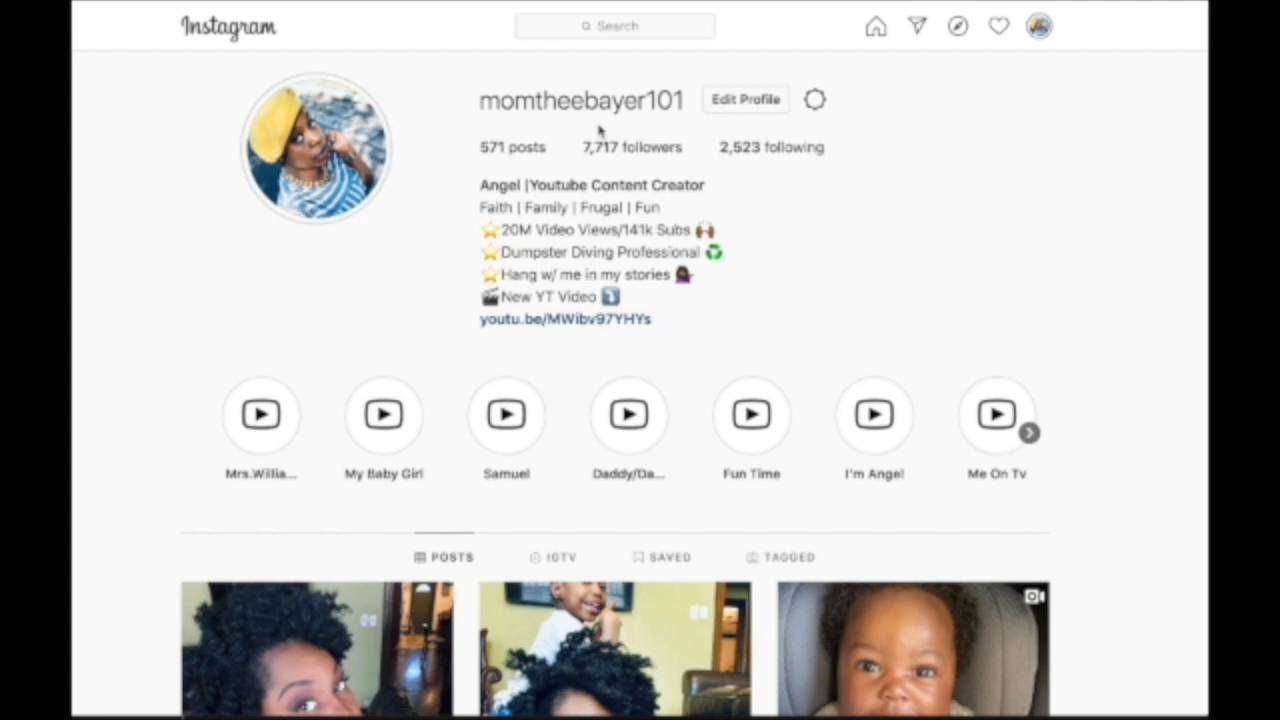 Instagram
Search
momtheebayer101
Edit Profile
571 posts
7,717 followers
2,523 following
Angel |Youtube Content Creator
Faith | Family | Frugal | Fun
⭐20M Video Views/141k Subs 🙌🏾
⭐Dumpster Diving Professional ♻️
⭐Hang w/ me in my stories 💁🏿‍♀️
🎬New YT Video ⤵️
youtu.be/MWibv97YHYs
Mrs.Willia...
My Baby Girl
Samuel
Daddy/Da...
Fun Time
I'm Angel
Me On Tv
POSTS
IGTV
SAVED
TAGGED